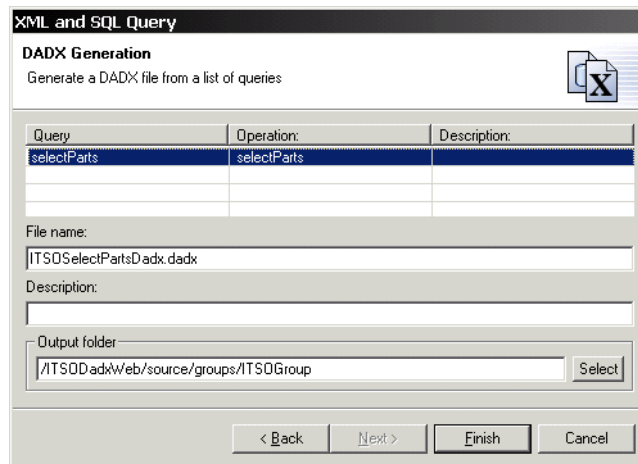 XML and SQL Query
DADX Generation
Generate a DADX file from a list of queries
X
Query Operation: Description:
selectParts selectParts
File name:
ITSOSelectPartsDadx.dadx
Description:
Output folder
/ITSODadxWeb/source/groups/ITSOGroup Select
< Back Next > Finish Cancel